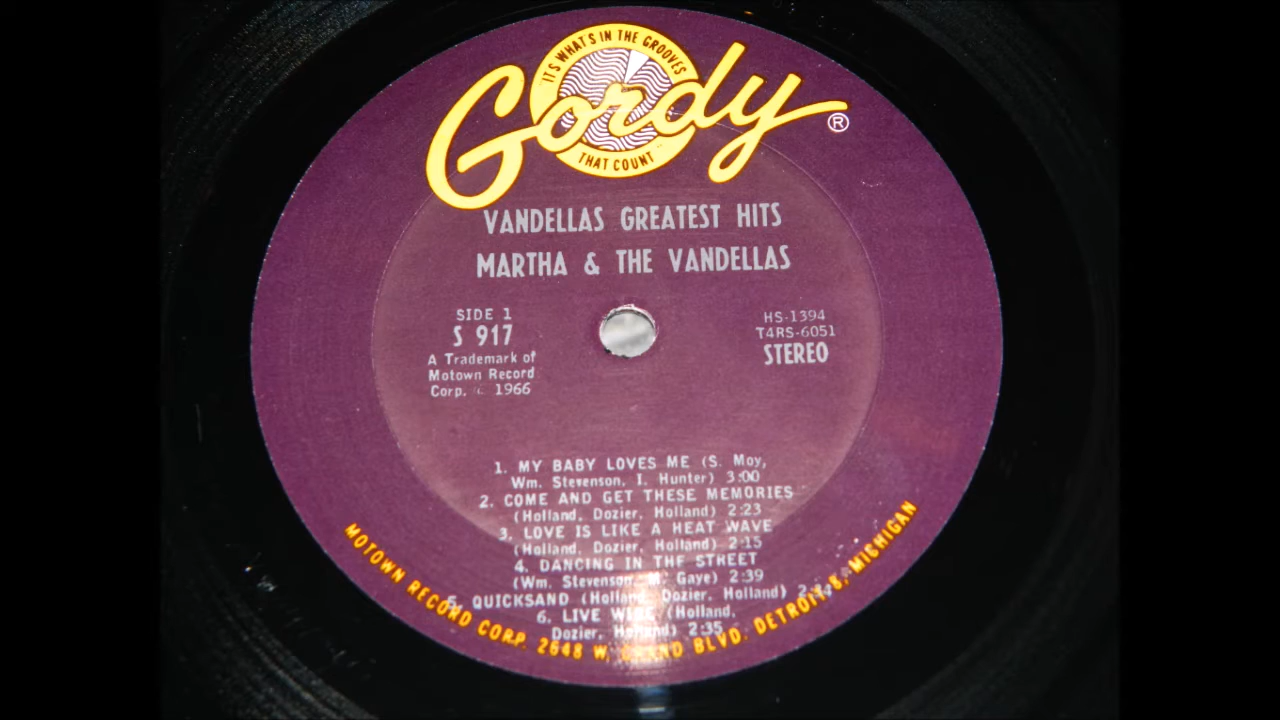 "IT'S WHAT'S IN THE GROOVES
Gordy ®
THAT COUNT"
VANDELLAS GREATEST HITS
MARTHA & THE VANDELLAS
SIDE 1
S 917
A Trademark of
Motown Record
Corp. c 1966
HS-1394
T4RS-6051
STEREO
1. MY BABY LOVES ME (S. Moy,
Wm. Stevenson, I. Hunter) 3:00
2. COME AND GET THESE MEMORIES
(Holland, Dozier, Holland) 2:23
3. LOVE IS LIKE A HEAT WAVE
(Holland, Dozier, Holland) 2:15
4. DANCING IN THE STREET
(Wm. Stevenson, M. Gaye) 2:39
5. QUICKSAND (Holland, Dozier, Holland)
6. LIVE WIRE (Holland,
Dozier, Holland) 2:35
MOTOWN RECORD CORP. 2648 W. GRAND BLVD. DETROIT 8, MICHIGAN